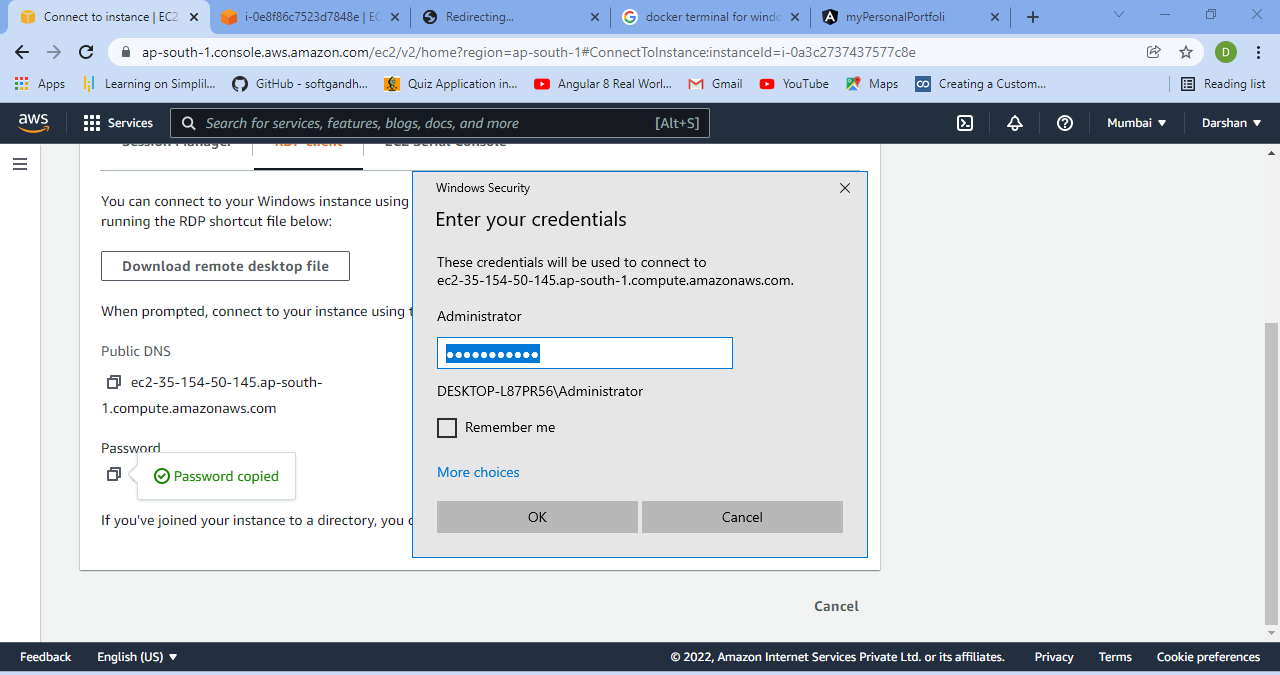 Connect to instance | EC2
i-0e8f86c7523d7848e | EC
Redirecting...
docker terminal for windo
myPersonalPortfoli
ap-south-1.console.aws.amazon.com/ec2/v2/home?region=ap-south-1#ConnectToInstance:instanceId=i-0a3c2737437577c8e
D
Apps
Learning on Simplil...
GitHub - softgandh...
Quiz Application in...
Angular 8 Real Worl...
Gmail
YouTube
Maps
Creating a Custom...
Reading list
aws
Services
Search for services, features, blogs, docs, and more
[Alt+S]
Mumbai
Darshan
Session Manager
RDP client
EC2 Serial Console
You can connect to your Windows instance using
running the RDP shortcut file below:
Download remote desktop file
When prompted, connect to your instance using t
Public DNS
ec2-35-154-50-145.ap-south-
1.compute.amazonaws.com
Password
Password copied
If you've joined your instance to a directory, you c
Windows Security
Enter your credentials
These credentials will be used to connect to
ec2-35-154-50-145.ap-south-1.compute.amazonaws.com.
Administrator
●●●●●●●●●●●
DESKTOP-L87PR56\Administrator
Remember me
More choices
OK
Cancel
Cancel
Feedback
English (US)
© 2022, Amazon Internet Services Private Ltd. or its affiliates.
Privacy
Terms
Cookie preferences